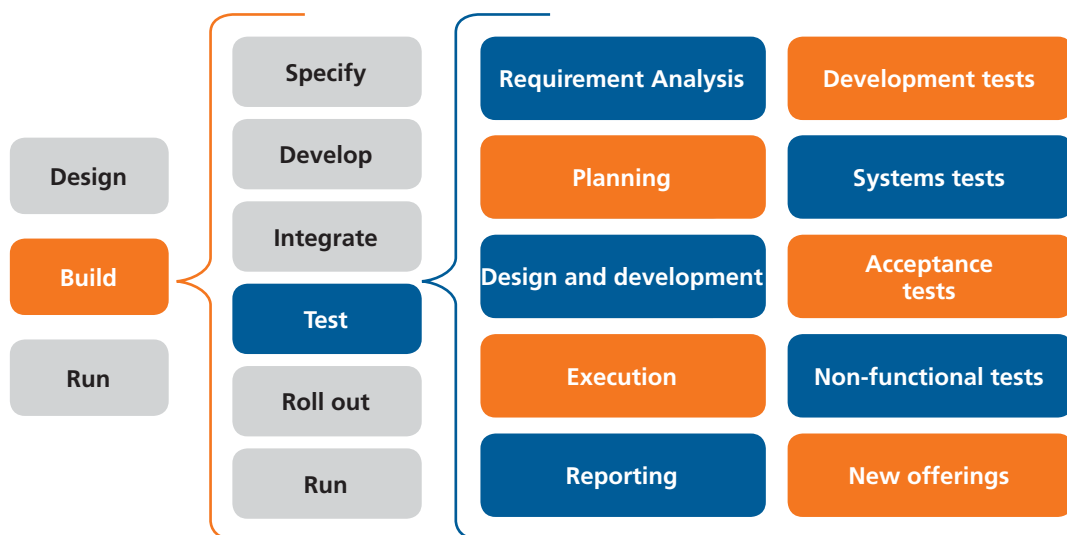 Design
Build
Run
Specify
Develop
Integrate
Test
Roll out
Run
Requirement Analysis
Planning
Design and development
Execution
Reporting
Development tests
Systems tests
Acceptance
tests
Non-functional tests
New offerings